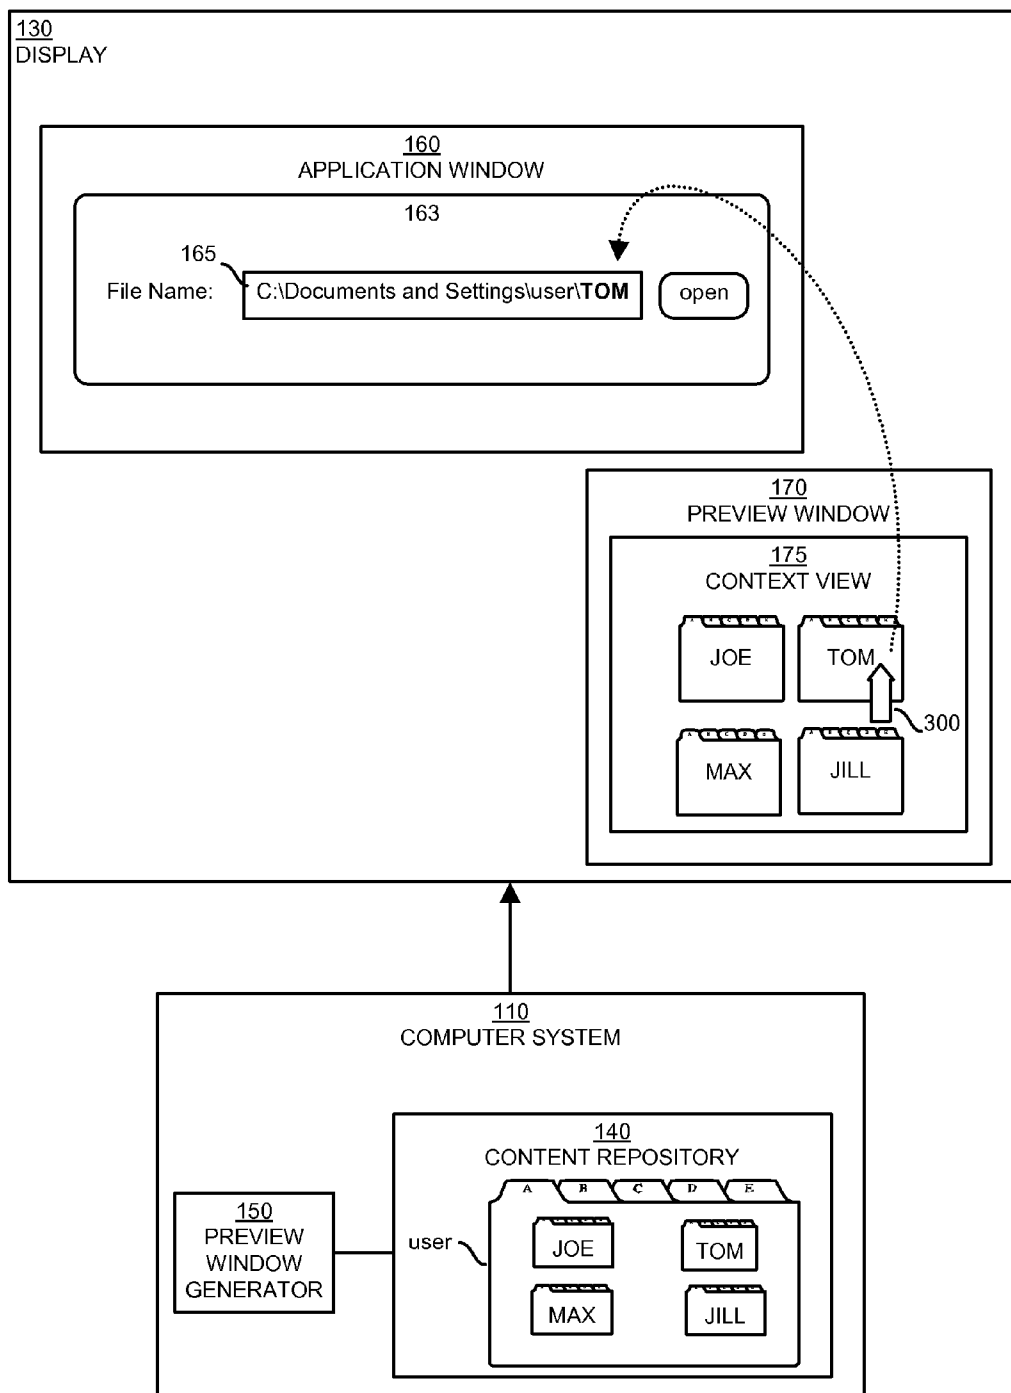 130
DISPLAY
160
APPLICATION WINDOW
163
165
File Name:
C:\Documents and Settings\user\TOM
open
170
PREVIEW WINDOW
175
CONTEXT VIEW
JOE
TOM
300
MAX
JILL
110
COMPUTER SYSTEM
140
CONTENT REPOSITORY
A B C D E
150
PREVIEW
WINDOW
GENERATOR
user
JOE
TOM
MAX
JILL